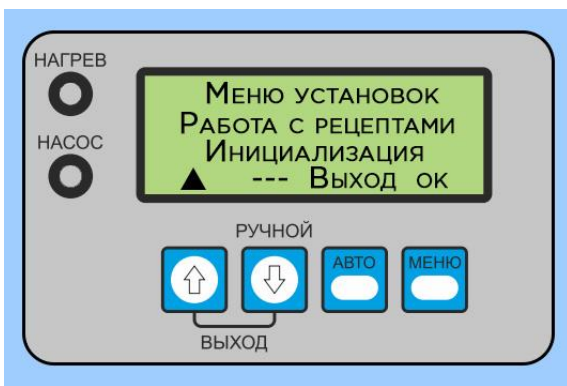 НАГРЕВ
НАСОС
Меню установок
Работа с рецептами
Инициализация
▲ --- Выход ок
РУЧНОЙ
АВТО
МЕНЮ
ВЫХОД